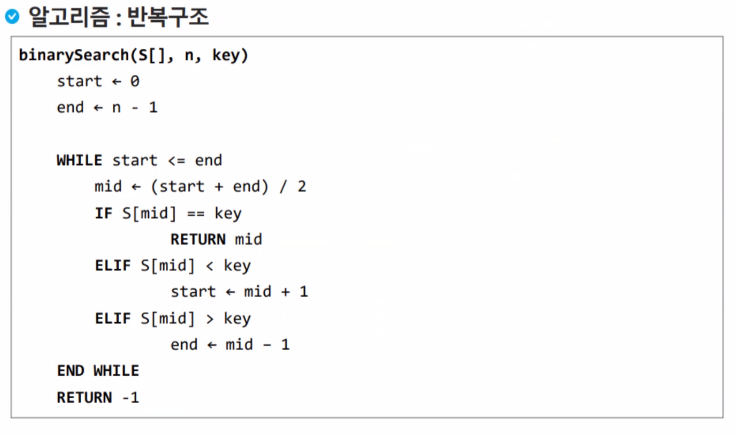 알고리즘 : 반복구조
binarySearch(S[], n, key)
start ← 0
end ← n - 1
WHILE start <= end
mid ← (start + end) / 2
IF S[mid] == key
RETURN mid
ELIF S[mid] < key
start ← mid + 1
ELIF S[mid] > key
end ← mid – 1
END WHILE
RETURN -1